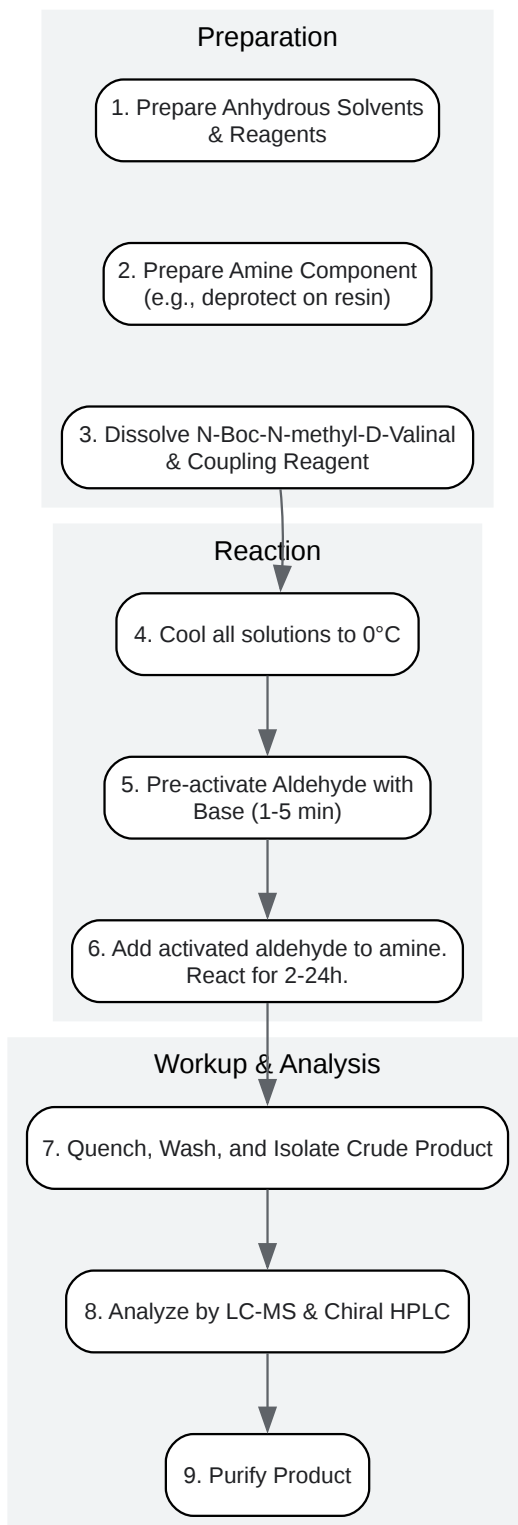 Preparation
1. Prepare Anhydrous Solvents
& Reagents
2. Prepare Amine Component
(e.g., deprotect on resin)
3. Dissolve N-Boc-N-methyl-D-Valinal
& Coupling Reagent
Reaction
4. Cool all solutions to 0°C
5. Pre-activate Aldehyde with
Base (1-5 min)
6. Add activated aldehyde to amine.
React for 2-24h.
Workup & Analysis
7. Quench, Wash, and Isolate Crude Product
8. Analyze by LC-MS & Chiral HPLC
9. Purify Product